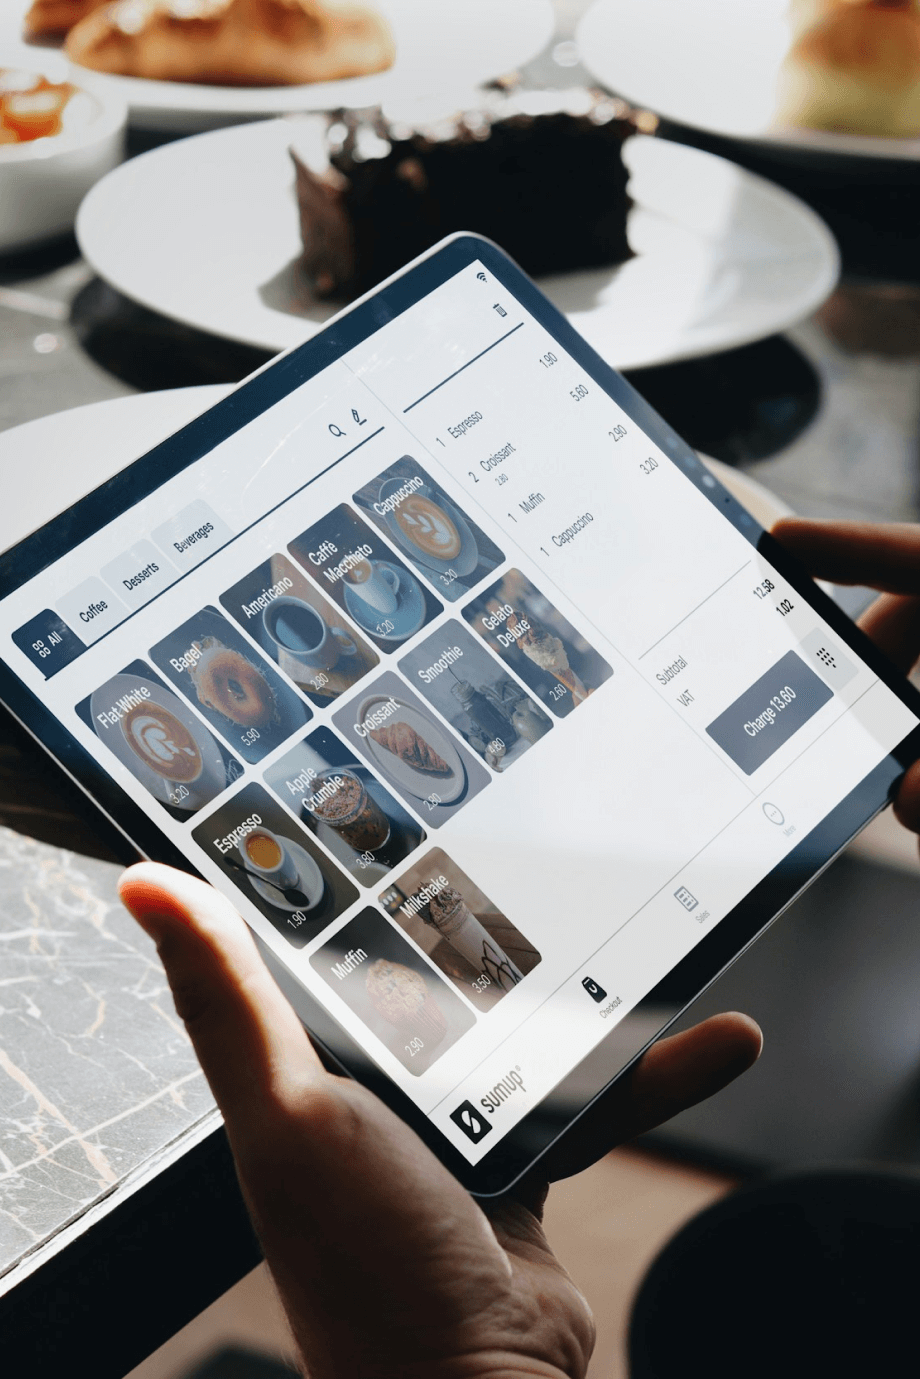 All
Coffee
Desserts
Beverages
Flat White
3.20
Bagel
5.90
Americano
2.80
Caffè
Macchiato
3.20
Cappuccino
3.20
Espresso
1.90
Apple
Crumble
3.80
Croissant
2.80
Smoothie
4.80
Gelato
Deluxe
2.60
Muffin
2.90
Milkshake
3.50
1 Espresso 1.90
2 Croissant 5.60
2.80
1 Muffin 2.90
1 Cappuccino 3.20
Subtotal 12.58
VAT 1.02
Charge 13.60
sumup®
Checkout
Sales
More